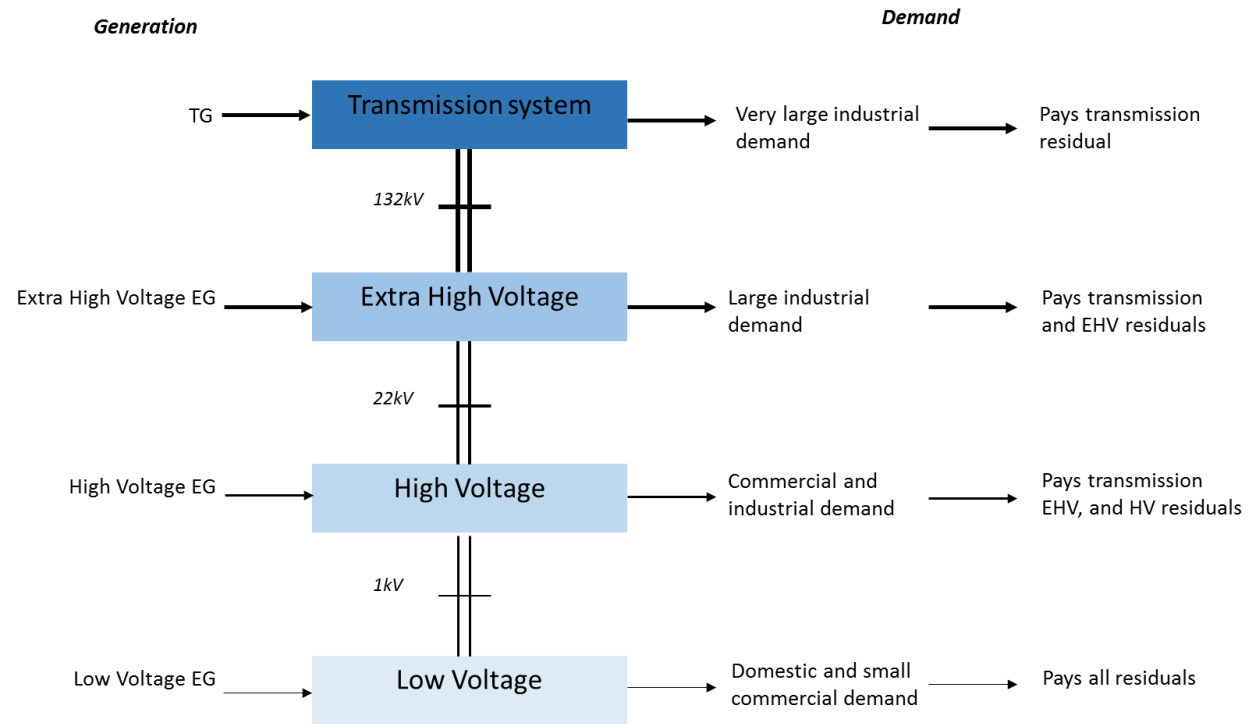 Generation
Demand
TG
Transmission system
Very large industrial
demand
Pays transmission
residual
132kV
Extra High Voltage EG
Extra High Voltage
Large industrial
demand
Pays transmission
and EHV residuals
22kV
High Voltage EG
High Voltage
Commercial and
industrial demand
Pays transmission
EHV, and HV residuals
1kV
Low Voltage EG
Low Voltage
Domestic and small
commercial demand
Pays all residuals